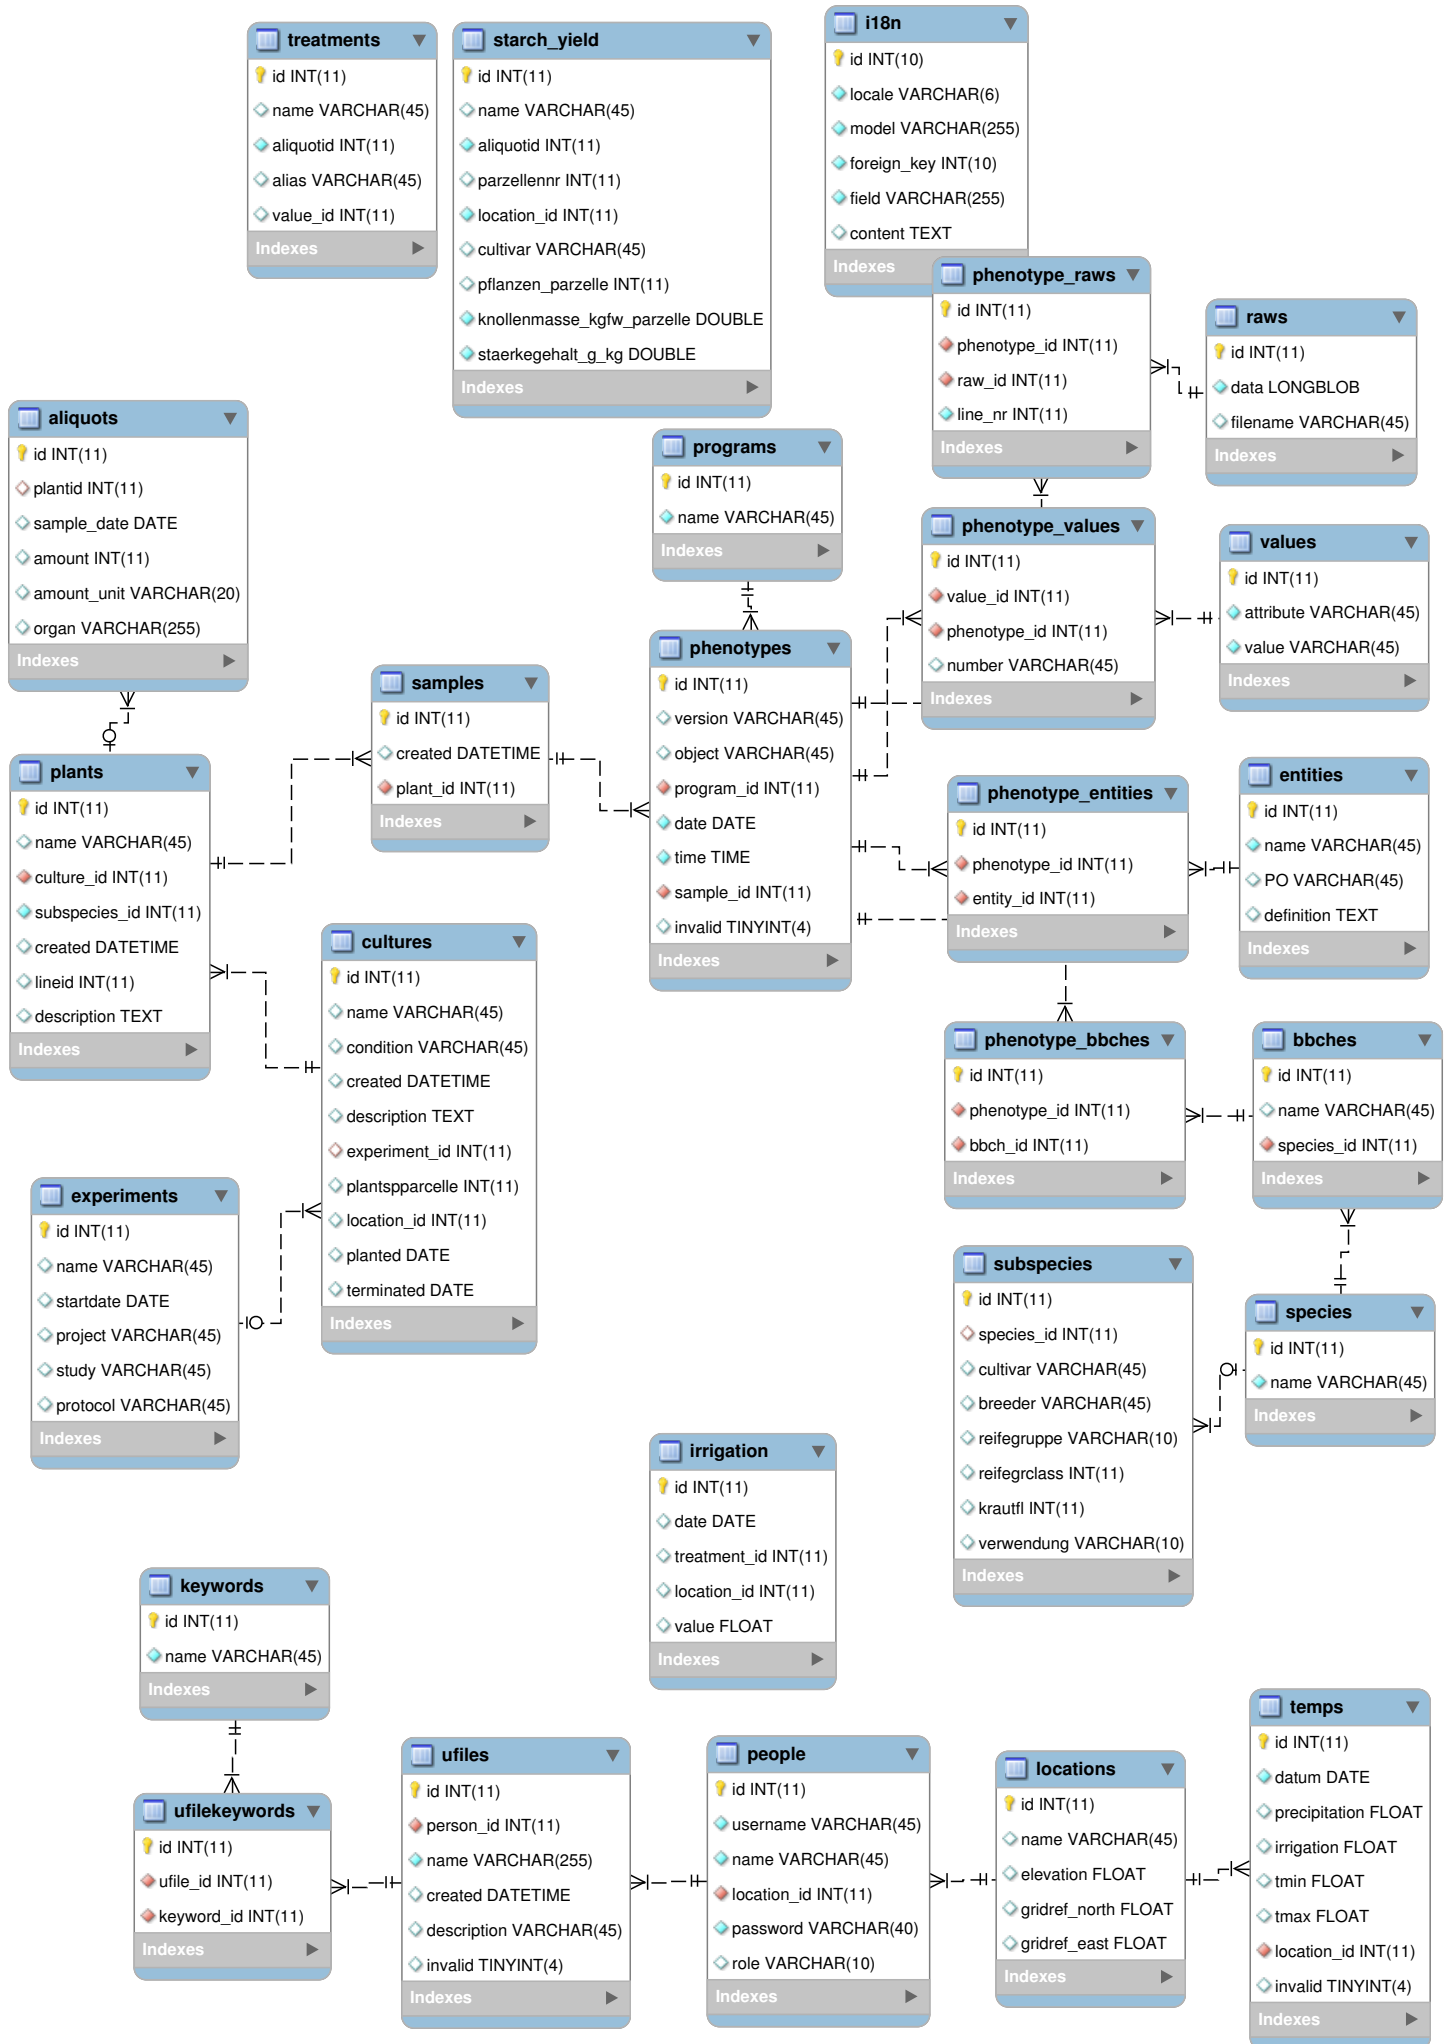 treatments
id INT(11)
name VARCHAR(45)
aliquotid INT(11)
alias VARCHAR(45)
value_id INT(11)
Indexes
starch_yield
id INT(11)
name VARCHAR(45)
aliquotid INT(11)
parzellennr INT(11)
location_id INT(11)
cultivar VARCHAR(45)
pflanzen_parzelle INT(11)
knollenmasse_kgfw_parzelle DOUBLE
staerkegehalt_g_kg DOUBLE
Indexes
i18n
id INT(10)
locale VARCHAR(6)
model VARCHAR(255)
foreign_key INT(10)
field VARCHAR(255)
content TEXT
Indexes
phenotype_raws
id INT(11)
phenotype_id INT(11)
raw_id INT(11)
line_nr INT(11)
Indexes
raws
id INT(11)
data LONGBLOB
filename VARCHAR(45)
Indexes
aliquots
id INT(11)
plantid INT(11)
sample_date DATE
amount INT(11)
amount_unit VARCHAR(20)
organ VARCHAR(255)
Indexes
programs
id INT(11)
name VARCHAR(45)
Indexes
phenotype_values
id INT(11)
value_id INT(11)
phenotype_id INT(11)
number VARCHAR(45)
Indexes
values
id INT(11)
attribute VARCHAR(45)
value VARCHAR(45)
Indexes
samples
id INT(11)
created DATETIME
plant_id INT(11)
Indexes
phenotypes
id INT(11)
version VARCHAR(45)
object VARCHAR(45)
program_id INT(11)
date DATE
time TIME
sample_id INT(11)
invalid TINYINT(4)
Indexes
plants
id INT(11)
name VARCHAR(45)
culture_id INT(11)
subspecies_id INT(11)
created DATETIME
lineid INT(11)
description TEXT
Indexes
phenotype_entities
id INT(11)
phenotype_id INT(11)
entity_id INT(11)
Indexes
entities
id INT(11)
name VARCHAR(45)
PO VARCHAR(45)
definition TEXT
Indexes
cultures
id INT(11)
name VARCHAR(45)
condition VARCHAR(45)
created DATETIME
description TEXT
experiment_id INT(11)
plantspparcelle INT(11)
location_id INT(11)
planted DATE
terminated DATE
Indexes
phenotype_bbches
id INT(11)
phenotype_id INT(11)
bbch_id INT(11)
Indexes
bbches
id INT(11)
name VARCHAR(45)
species_id INT(11)
Indexes
experiments
id INT(11)
name VARCHAR(45)
startdate DATE
project VARCHAR(45)
study VARCHAR(45)
protocol VARCHAR(45)
Indexes
subspecies
id INT(11)
species_id INT(11)
cultivar VARCHAR(45)
breeder VARCHAR(45)
reifegruppe VARCHAR(10)
reifegrclass INT(11)
krautfl INT(11)
verwendung VARCHAR(10)
Indexes
species
id INT(11)
name VARCHAR(45)
Indexes
irrigation
id INT(11)
date DATE
treatment_id INT(11)
location_id INT(11)
value FLOAT
Indexes
keywords
id INT(11)
name VARCHAR(45)
Indexes
ufilekeywords
id INT(11)
ufile_id INT(11)
keyword_id INT(11)
Indexes
ufiles
id INT(11)
person_id INT(11)
name VARCHAR(255)
created DATETIME
description VARCHAR(45)
invalid TINYINT(4)
Indexes
people
id INT(11)
username VARCHAR(45)
name VARCHAR(45)
location_id INT(11)
password VARCHAR(40)
role VARCHAR(10)
Indexes
locations
id INT(11)
name VARCHAR(45)
elevation FLOAT
gridref_north FLOAT
gridref_east FLOAT
Indexes
temps
id INT(11)
datum DATE
precipitation FLOAT
irrigation FLOAT
tmin FLOAT
tmax FLOAT
location_id INT(11)
invalid TINYINT(4)
Indexes